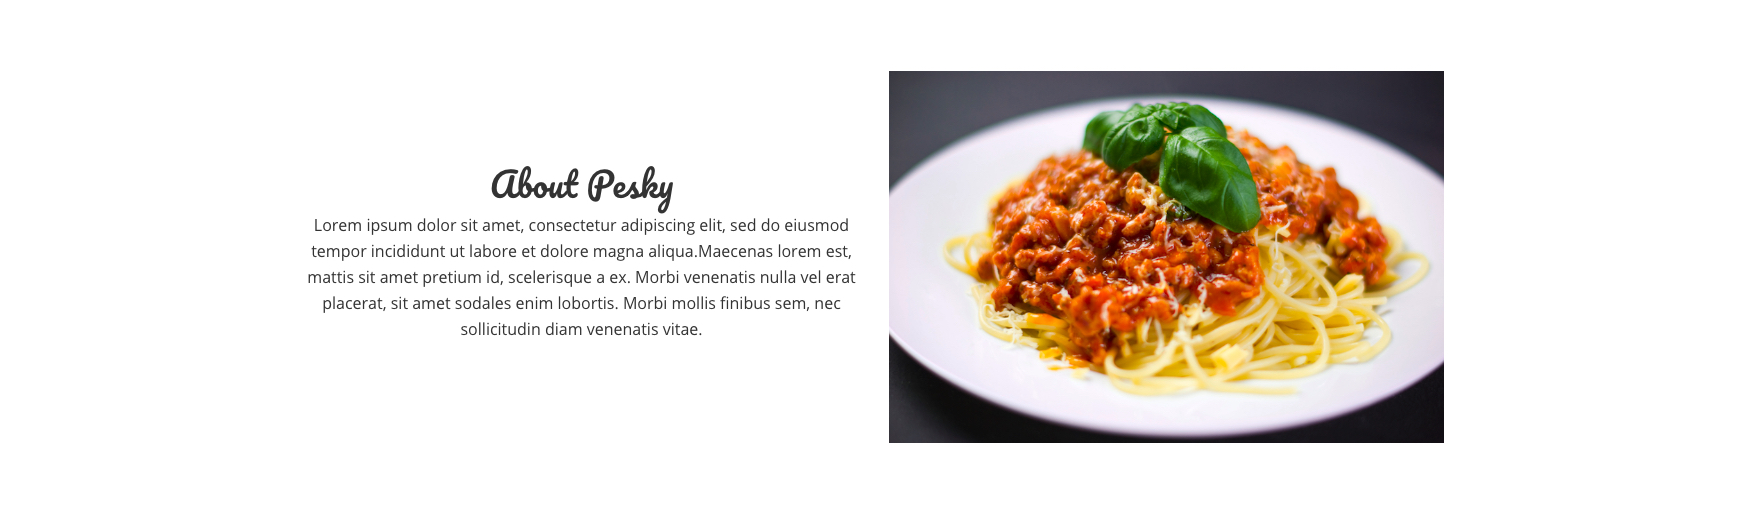 About Pesky
Lorem ipsum dolor sit amet, consectetur adipiscing elit, sed do eiusmod
tempor incididunt ut labore et dolore magna aliqua.Maecenas lorem est,
mattis sit amet pretium id, scelerisque a ex. Morbi venenatis nulla vel erat
placerat, sit amet sodales enim lobortis. Morbi mollis finibus sem, nec
sollicitudin diam venenatis vitae.